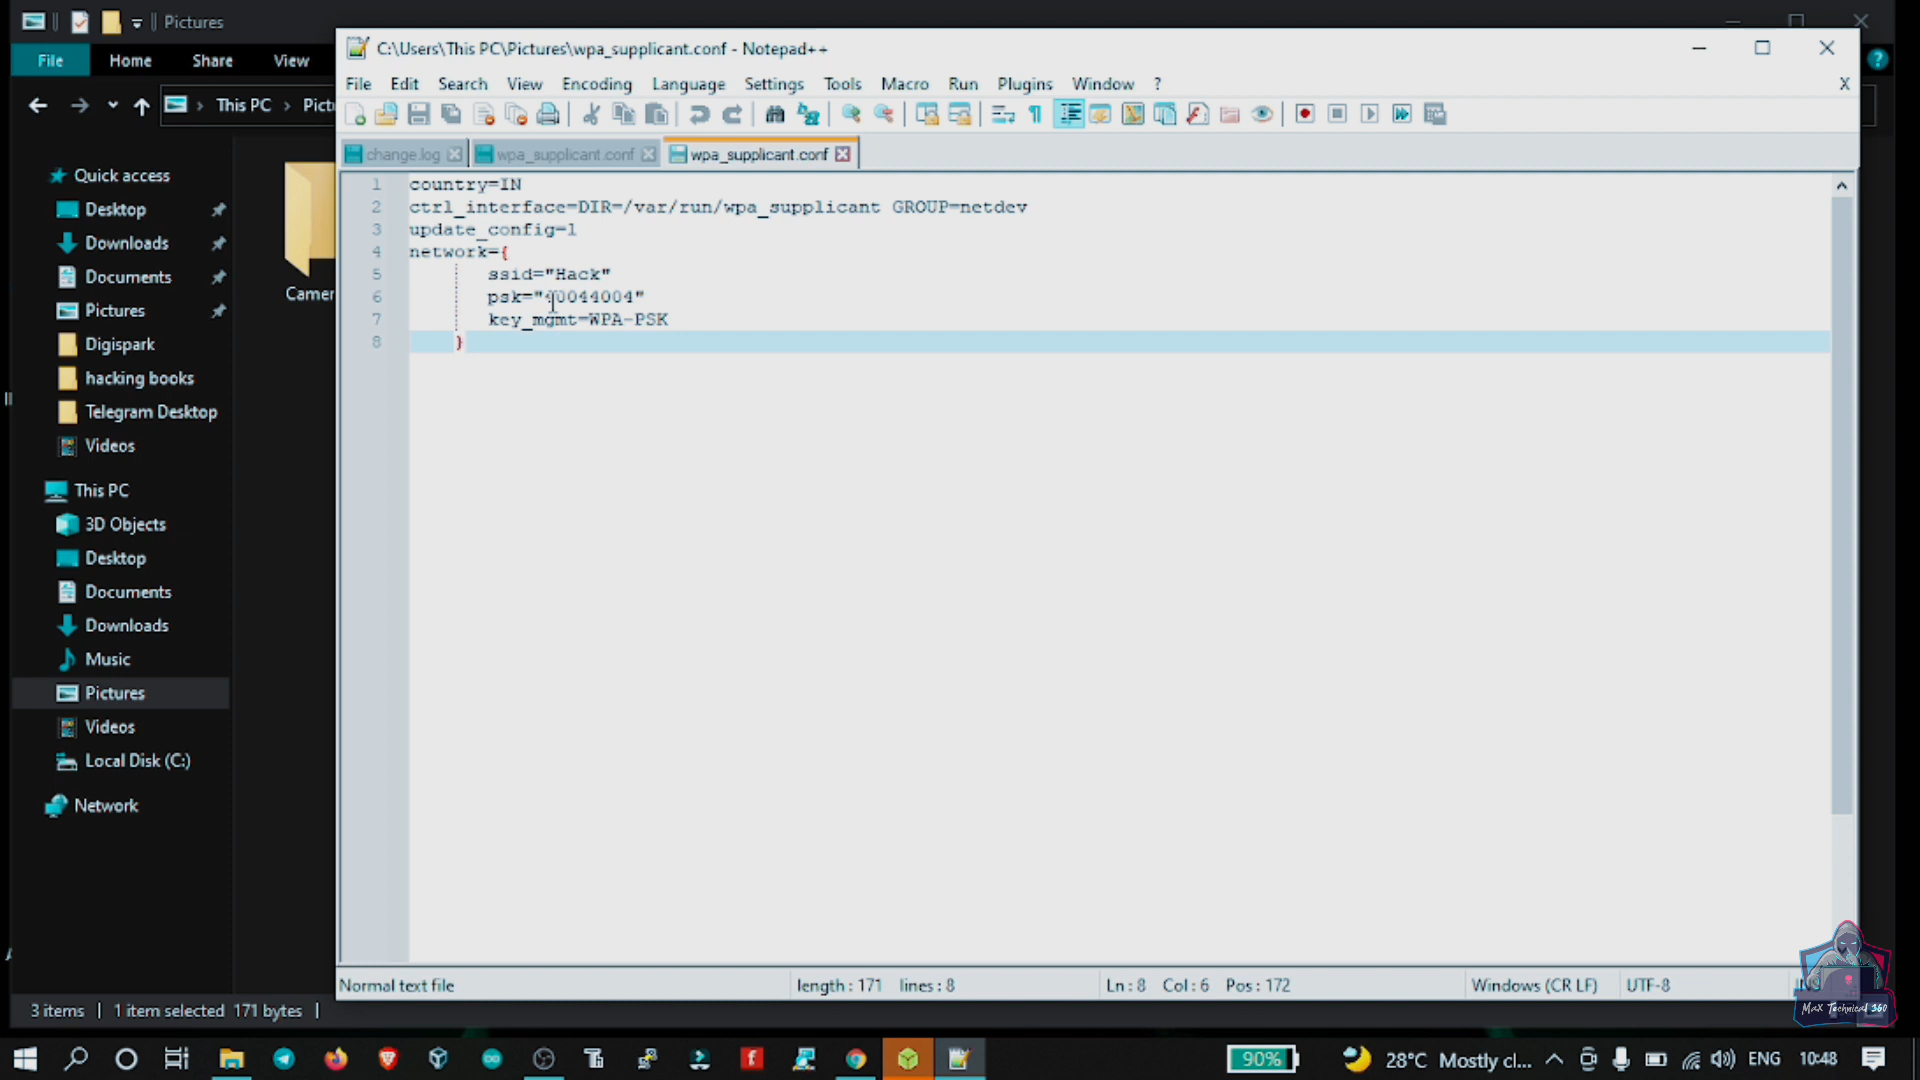 Pictures
File Home Share View
This PC > Pictu
Quick access
Desktop
Downloads
Documents
Pictures
Digispark
hacking books
Telegram Desktop
Videos
This PC
3D Objects
Desktop
Documents
Downloads
Music
Pictures
Videos
Local Disk (C:)
Network
Camer
3 items 1 item selected 171 bytes
C:\Users\This PC\Pictures\wpa_supplicant.conf - Notepad++
File Edit Search View Encoding Language Settings Tools Macro Run Plugins Window ? X
change.log wpa_supplicant.conf wpa_supplicant.conf
1 country=IN
2 ctrl_interface=DIR=/var/run/wpa_supplicant GROUP=netdev
3 update_config=1
4 network={
5 ssid="Hack"
6 psk="40044004"
7 key_mgmt=WPA-PSK
8 }
Normal text file length : 171 lines : 8 Ln : 8 Col : 6 Pos : 172 Windows (CR LF) UTF-8
Max Technical 360
90% 28°C Mostly cl... ENG 10:48